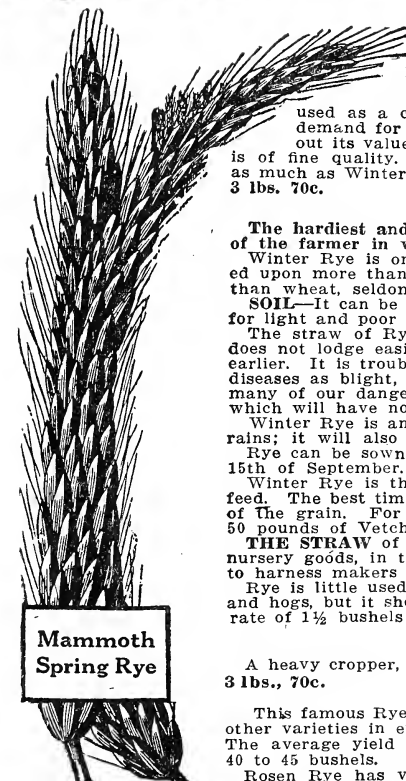 used as a
demand for
out its value
is of fine quality.
as much as Winter
3 lbs. 70c.
The hardiest and
of the farmer in
Winter Rye is
ed upon more than
than wheat, seldom
SOIL—It can be
for light and poor
The straw of Rye
does not lodge easi
earlier. It is troub
diseases as blight,
many of our dange
which will have no
Winter Rye is an
rains; it will also
Rye can be sown
15th of September.
Winter Rye is th
feed. The best tim
of the grain. For
50 pounds of Vetch
THE STRAW of
nursery goods, in t
to harness makers
Rye is little used
and hogs, but it sh
rate of 1½ bushels
Mammoth
Spring Rye
A heavy cropper,
3 lbs., 70c.
This famous Rye
other varieties in e
The average yield
40 to 45 bushels.
Rosen Rye has